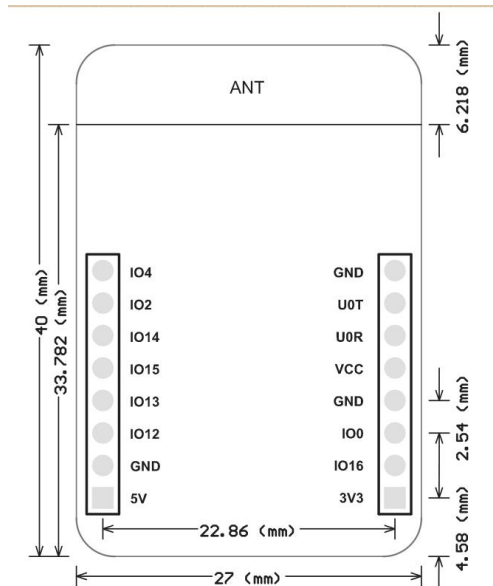 ANT
6.218 (mm)
40 (mm)
33.782 (mm)
IO4 GND
IO2 U0T
IO14 U0R
IO15 VCC
IO13 GND
IO12 IO0
GND IO16
5V 3V3
2.54 (mm)
22.86 (mm)
4.58 (mm)
27 (mm)